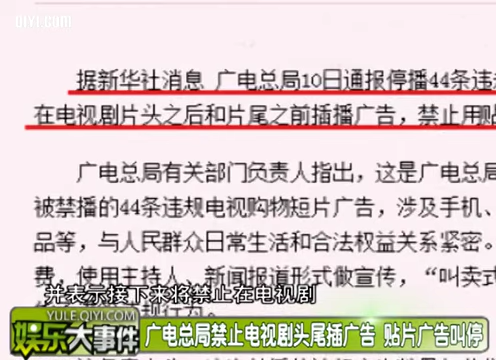 QIYI.com
据新华社消息 广电总局10日通报停播44条违规
在电视剧片头之后和片尾之前插播广告，禁止用贴
广电总局有关部门负责人指出，这是广电总局
被禁播的44条违规电视购物短片广告，涉及手机、
品等，与人民群众日常生活和合法权益关系紧密。
费，使用主持人、新闻报道形式做宣传，“叫卖式
并表示接下来将禁止在电视剧
规行为。
YULE.QIYI.COM
娱乐大事件
广电总局禁止电视剧头尾插广告 贴片广告叫停